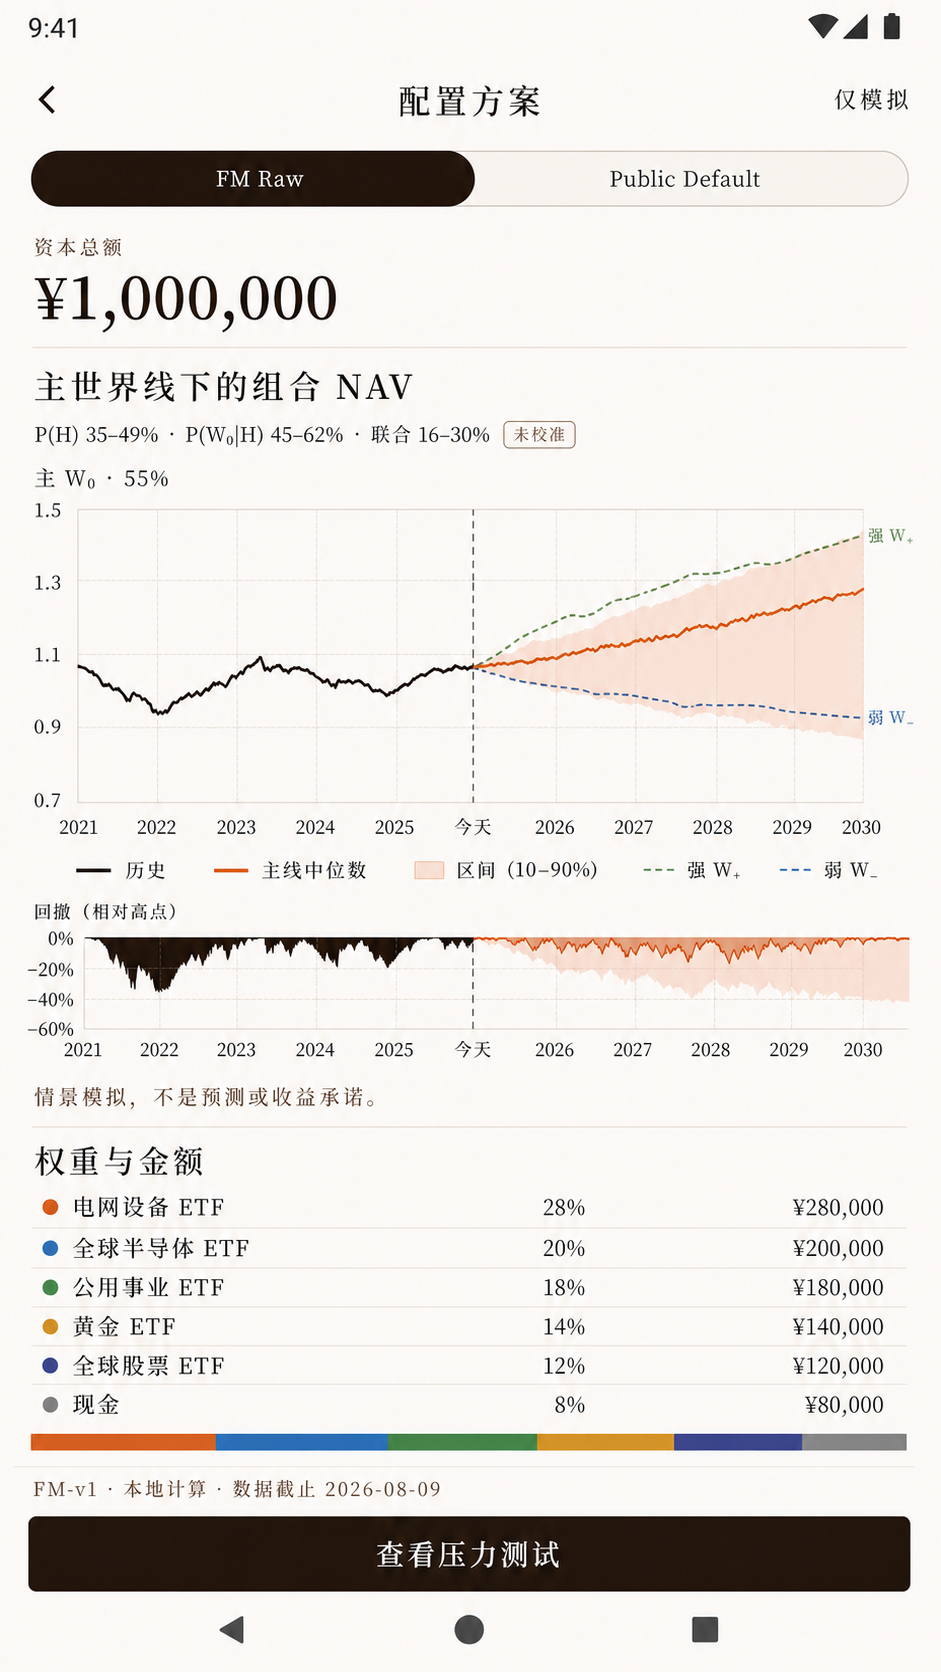 9:41
配置方案
仅模拟
FM Raw
Public Default
资本总额
¥1,000,000
主世界线下的组合 NAV
P(H) 35–49% · P(W₀|H) 45–62% · 联合 16–30% 未校准
主 W₀ · 55%
1.5
1.3
1.1
0.9
0.7
强 W₊
弱 W₋
2021 2022 2023 2024 2025 今天 2026 2027 2028 2029 2030
历史 主线中位数 区间 (10–90%) 强 W₊ 弱 W₋
回撤（相对高点）
0%
−20%
−40%
−60%
2021 2022 2023 2024 2025 今天 2026 2027 2028 2029 2030
情景模拟，不是预测或收益承诺。
权重与金额
电网设备 ETF 28% ¥280,000
全球半导体 ETF 20% ¥200,000
公用事业 ETF 18% ¥180,000
黄金 ETF 14% ¥140,000
全球股票 ETF 12% ¥120,000
现金 8% ¥80,000
FM-v1 · 本地计算 · 数据截止 2026-08-09
查看压力测试